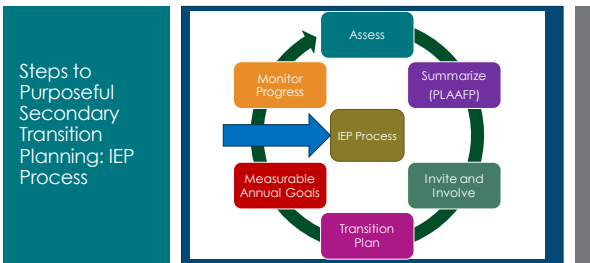 Steps to
Purposeful
Secondary
Transition
Planning: IEP
Process
Assess
Summarize
(PLAAFP)
Invite and
Involve
Transition
Plan
Measurable
Annual Goals
Monitor
Progress
IEP Process